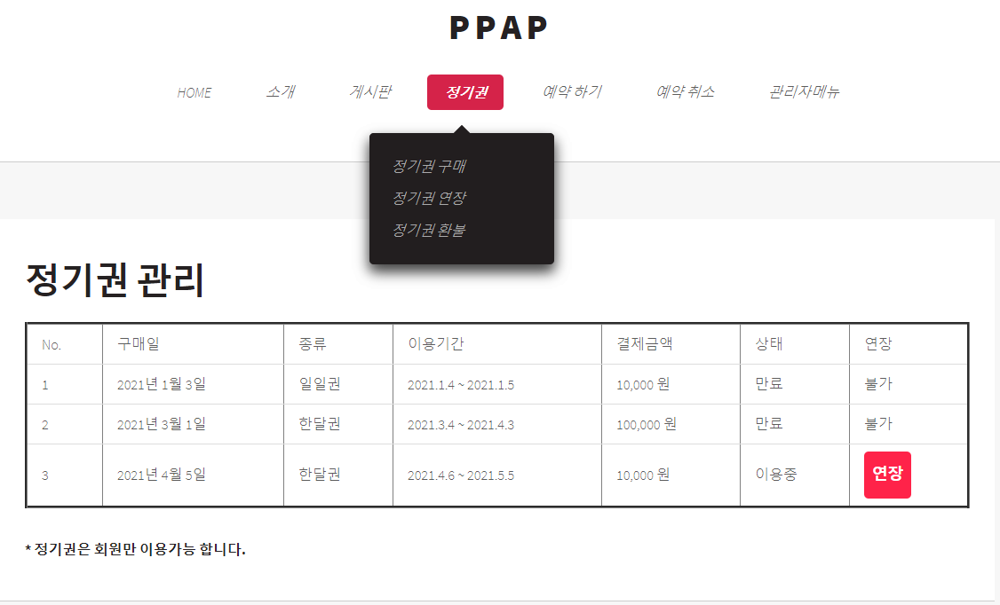 PPAP
HOME 소개 게시판 정기권 예약 하기 예약 취소 관리자메뉴
정기권 구매
정기권 연장
정기권 환불
정기권 관리
No. 구매일 종류 이용기간 결제금액 상태 연장
1 2021년 1월 3일 일일권 2021.1.4 ~ 2021.1.5 10,000 원 만료 불가
2 2021년 3월 1일 한달권 2021.3.4 ~ 2021.4.3 100,000 원 만료 불가
3 2021년 4월 5일 한달권 2021.4.6 ~ 2021.5.5 10,000 원 이용중 연장
* 정기권은 회원만 이용가능 합니다.